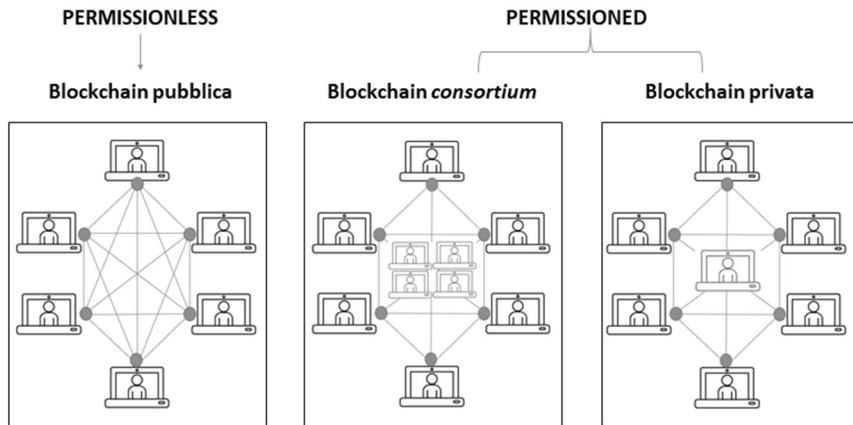 PERMISSIONLESS
PERMISSIONED
Blockchain pubblica
Blockchain consortium
Blockchain privata